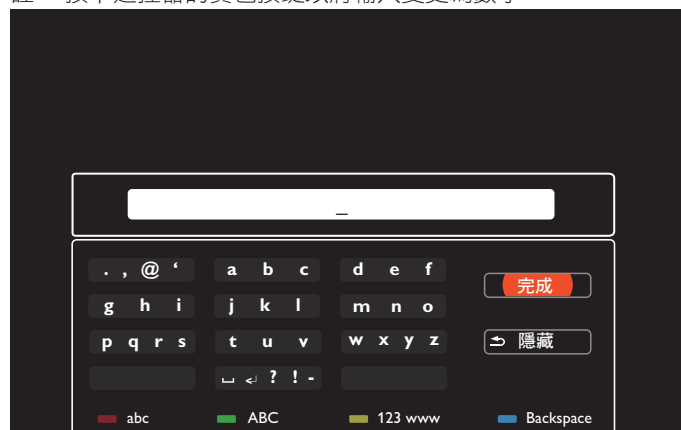 _
. , @ ‘ a b c d e f
完成
g h i j k l m n o
p q r s t u v w x y z
隱藏
␣ ↵ ? ! -
abc ABC 123 www Backspace